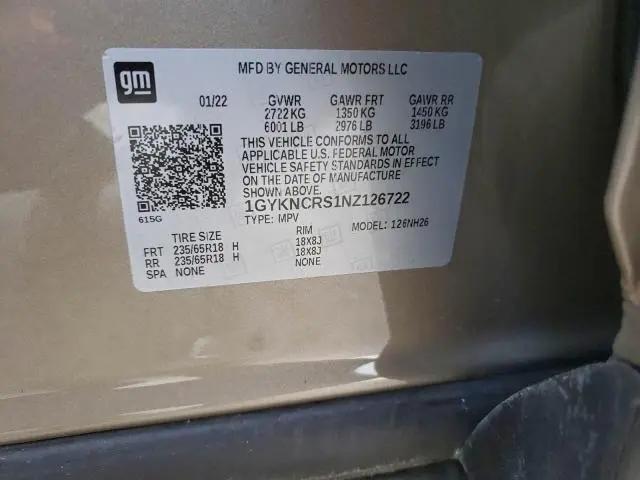 gm
MFD BY GENERAL MOTORS LLC
01/22 GVWR GAWR FRT GAWR RR
2722 KG 1350 KG 1450 KG
6001 LB 2976 LB 3196 LB
THIS VEHICLE CONFORMS TO ALL
APPLICABLE U.S. FEDERAL MOTOR
VEHICLE SAFETY STANDARDS IN EFFECT
ON THE DATE OF MANUFACTURE
SHOWN ABOVE.
615G
1GYKNCRS1NZ126722
TYPE: MPV MODEL: 126NH26
TIRE SIZE RIM
FRT 235/65R18 H 18X8J
RR 235/65R18 H 18X8J
SPA NONE NONE